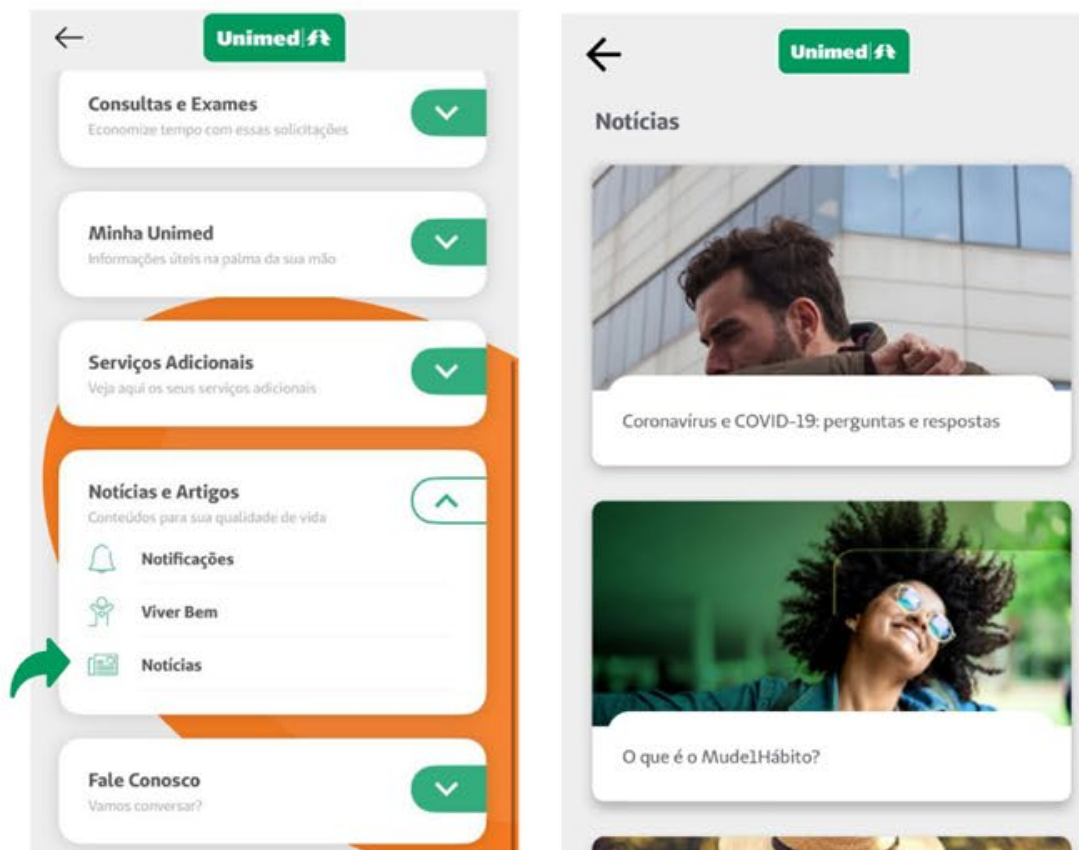 Unimed
Consultas e Exames
Economize tempo com essas solicitações
Minha Unimed
Informações úteis na palma da sua mão
Serviços Adicionais
Veja aqui os seus serviços adicionais
Notícias e Artigos
Conteúdos para sua qualidade de vida
Notificações
Viver Bem
Notícias
Fale Conosco
Vamos conversar?
Unimed
Notícias
Coronavírus e COVID-19: perguntas e respostas
O que é o Mude1Hábito?